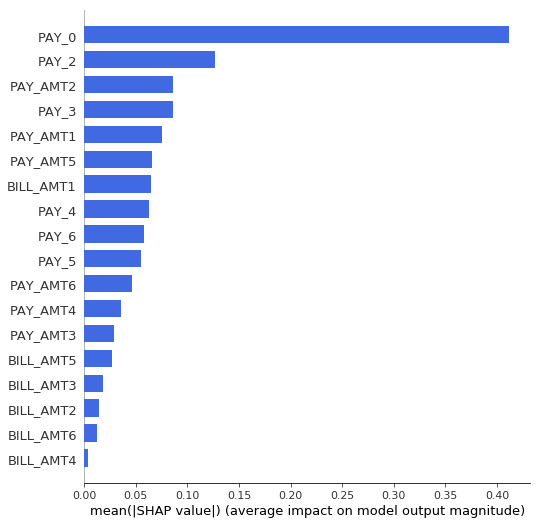 PAY_0
PAY_2
PAY_AMT2
PAY_3
PAY_AMT1
PAY_AMT5
BILL_AMT1
PAY_4
PAY_6
PAY_5
PAY_AMT6
PAY_AMT4
PAY_AMT3
BILL_AMT5
BILL_AMT3
BILL_AMT2
BILL_AMT6
BILL_AMT4
0.00 0.05 0.10 0.15 0.20 0.25 0.30 0.35 0.40
mean(|SHAP value|) (average impact on model output magnitude)